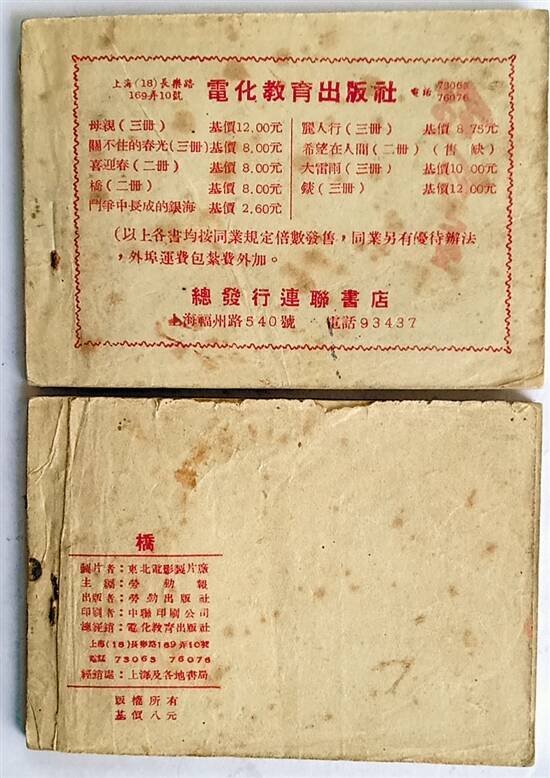 上海(18)長樂路
169弄10號
電化教育出版社
電話 73063
76076
母親(三冊) 基價12.00元
關不住的春光(三冊) 基價 8.00元
喜迎春(二冊) 基價 8.00元
橋(二冊) 基價 8.00元
鬥爭中長成的銀海 基價 2.60元
麗人行(三冊) 基價 8.75元
希望在人間(二冊) (售缺)
大雷雨(三冊) 基價10.00元
錶(三冊) 基價12.00元
(以上各書均按同業規定倍數發售,同業另有優待辦法
,外埠運費包紮費外加。
總發行連聯書店
上海福州路540號 電話93437
橋
製片者:東北電影製片廠
主編:勞動報
出版者:勞動出版社
印刷者:中聯印刷公司
總經銷:電化教育出版社
上海(18)長樂路169弄10號
電話 73063 76076
經銷處:上海及各地書局
版權所有
基價八元